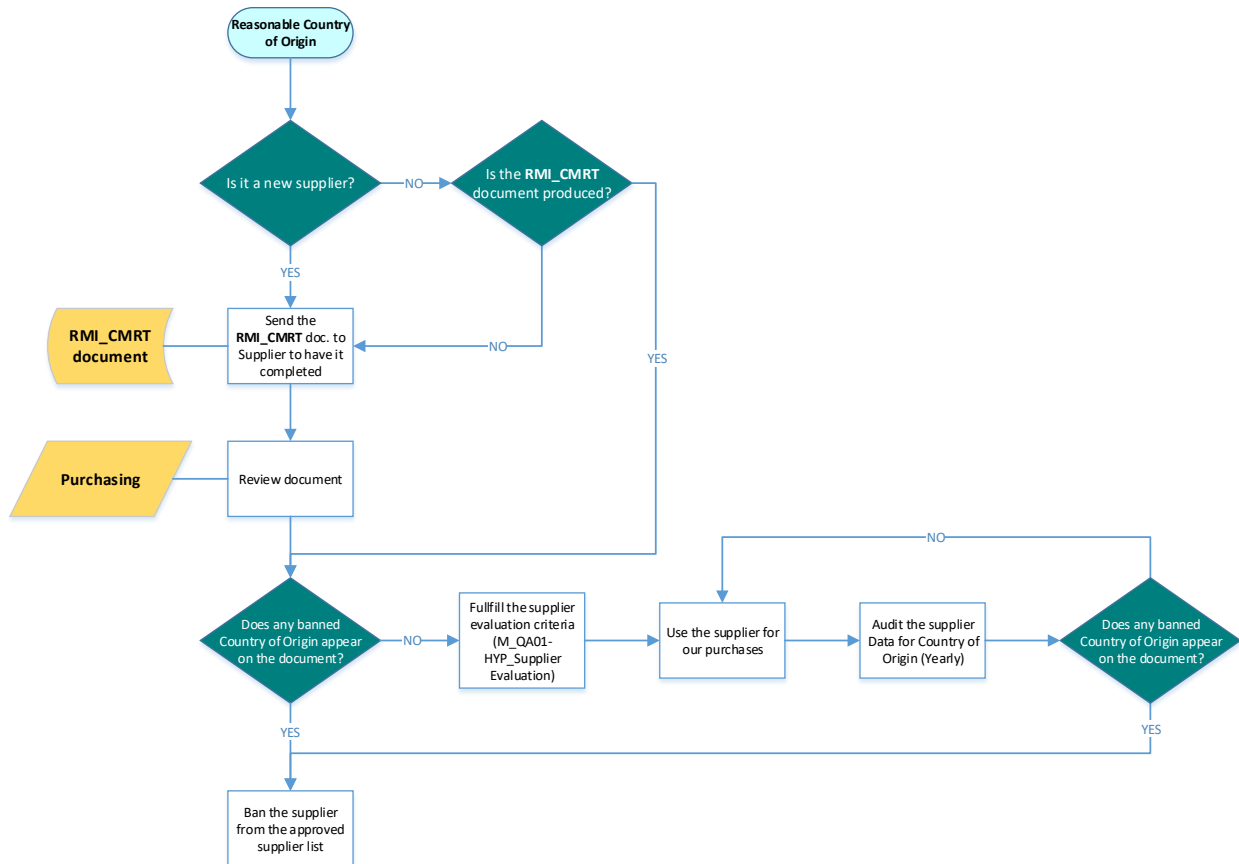 Reasonable Country
of Origin
Is it a new supplier?
NO
Is the RMI_CMRT
document produced?
YES
NO
YES
RMI_CMRT
document
Send the
RMI_CMRT doc. to
Supplier to have it
completed
Purchasing
Review document
NO
Does any banned
Country of Origin appear
on the document?
NO
Fullfill the supplier
evaluation criteria
(M_QA01-
HYP_Supplier
Evaluation)
Use the supplier for
our purchases
Audit the supplier
Data for Country of
Origin (Yearly)
Does any banned
Country of Origin appear
on the document?
YES
YES
Ban the supplier
from the approved
supplier list